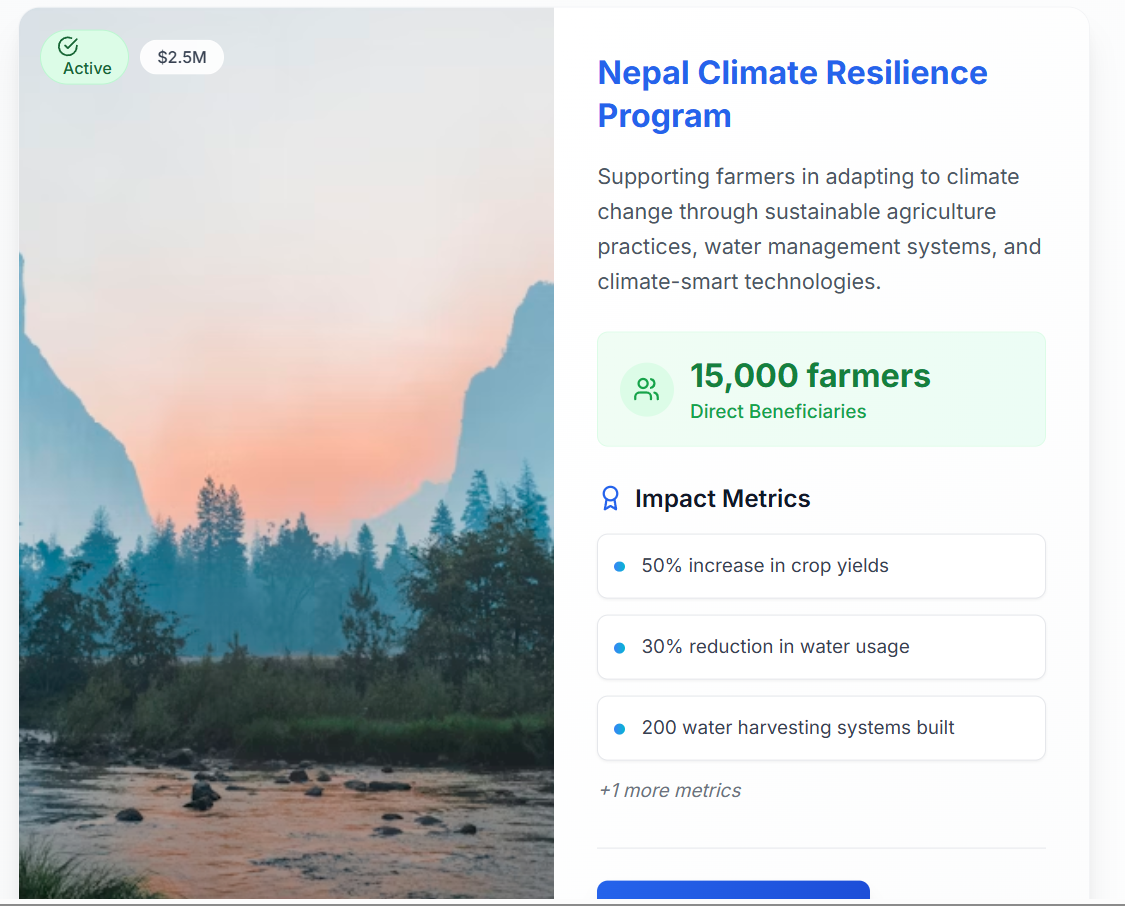 Active
$2.5M
Nepal Climate Resilience
Program
Supporting farmers in adapting to climate
change through sustainable agriculture
practices, water management systems, and
climate-smart technologies.
15,000 farmers
Direct Beneficiaries
Impact Metrics
50% increase in crop yields
30% reduction in water usage
200 water harvesting systems built
+1 more metrics